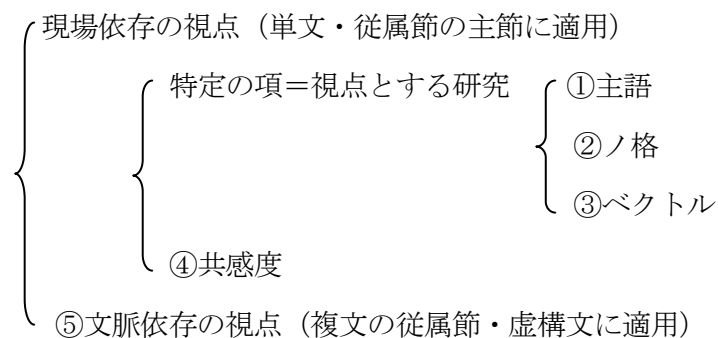 現場依存の視点（単文・従属節の主節に適用）
特定の項＝視点とする研究 ①主語
②ノ格
③ベクトル
④共感度
⑤文脈依存の視点（複文の従属節・虚構文に適用）